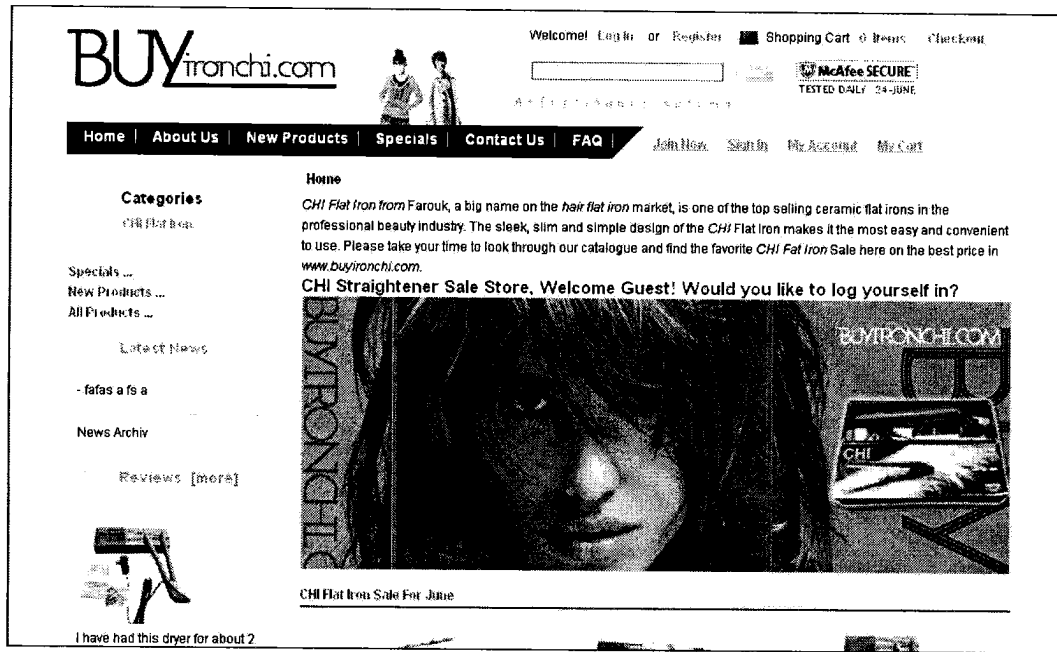 BUYironchi.com
Welcome! Log In or Register Shopping Cart 0 Items Checkout
McAfee SECURE
TESTED DAILY 24-JUNE
Advanced Search
Home | About Us | New Products | Specials | Contact Us | FAQ |
Join Now Sign In My Account My Cart
Categories
CHI Flat Iron
Specials ...
New Products ...
All Products ...
Latest News
- fafas a fs a
News Archiv
Reviews [more]
I have had this dryer for about 2
Home
CHI Flat Iron from Farouk, a big name on the hair flat iron market, is one of the top selling ceramic flat irons in the
professional beauty industry. The sleek, slim and simple design of the CHI Flat Iron makes it the most easy and convenient
to use. Please take your time to look through our catalogue and find the favorite CHI Fat Iron Sale here on the best price in
www.buyironchi.com.
CHI Straightener Sale Store, Welcome Guest! Would you like to log yourself in?
BUYIRONCHI.C
BUYIRONCHI.COM
CHI
CHI Flat Iron Sale For June